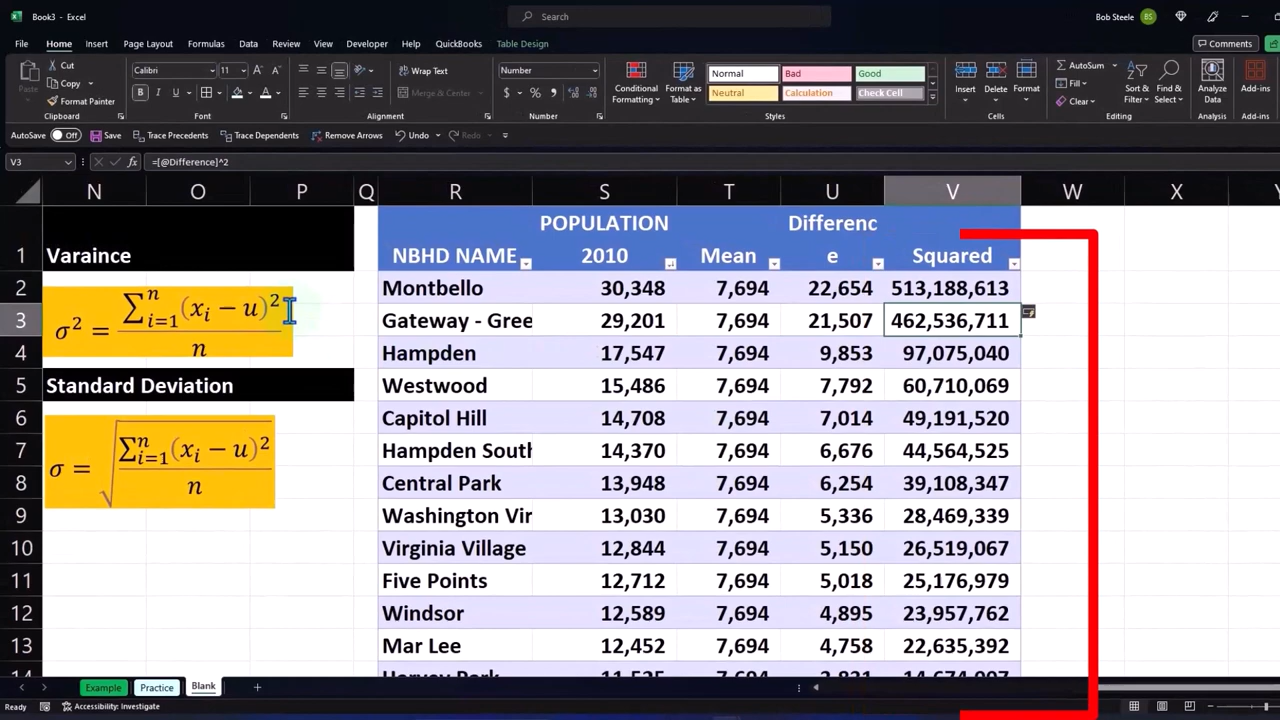 Book3 - Excel
Search
Bob Steele BS
File Home Insert Page Layout Formulas Data Review View Developer Help QuickBooks Table Design Comments
Paste Cut Copy Format Painter Clipboard
Calibri 11 B I U A Font
Wrap Text Merge & Center Alignment
Number $ % , Number
Conditional Formatting Format as Table Normal Bad Good Neutral Calculation Check Cell Styles
Insert Delete Format Cells
AutoSum Fill Clear Sort & Filter Find & Select Editing
Analyze Data Analysis Add-ins Add-ins
AutoSave Off Save Trace Precedents Trace Dependents Remove Arrows Undo Redo
V3 fx =[@Difference]^2
N O P Q R S T U V W X Y
1 Varaince NBHD NAME POPULATION 2010 Mean Differenc e Squared
2 Montbello 30,348 7,694 22,654 513,188,613
σ² = ∑ⁿᵢ₌₁(xᵢ − u)² / n
3 Gateway - Gree 29,201 7,694 21,507 462,536,711
4 Hampden 17,547 7,694 9,853 97,075,040
5 Standard Deviation Westwood 15,486 7,694 7,792 60,710,069
6 Capitol Hill 14,708 7,694 7,014 49,191,520
σ = √(∑ⁿᵢ₌₁(xᵢ − u)² / n)
7 Hampden South 14,370 7,694 6,676 44,564,525
8 Central Park 13,948 7,694 6,254 39,108,347
9 Washington Vir 13,030 7,694 5,336 28,469,339
10 Virginia Village 12,844 7,694 5,150 26,519,067
11 Five Points 12,712 7,694 5,018 25,176,979
12 Windsor 12,589 7,694 4,895 23,957,762
13 Mar Lee 12,452 7,694 4,758 22,635,392
14
Example Practice Blank
Ready Accessibility: Investigate